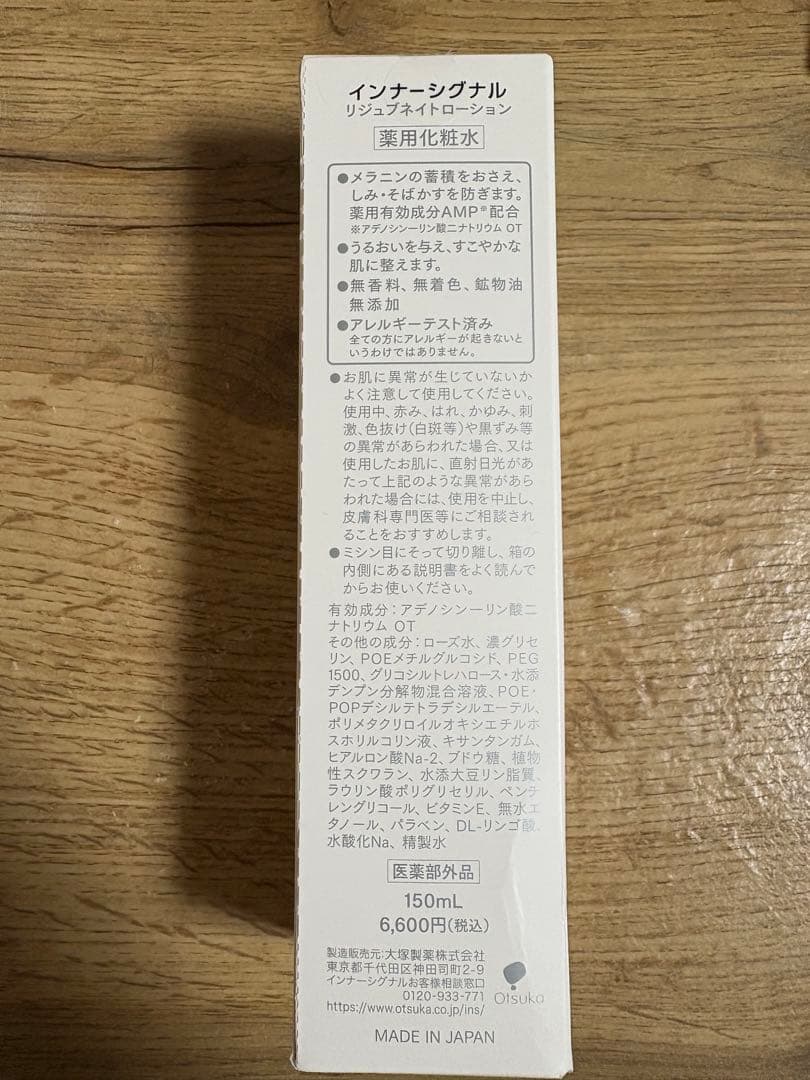 インナーシグナル
リジュブネイトローション
薬用化粧水
●メラニンの蓄積をおさえ、
しみ・そばかすを防ぎます。
薬用有効成分AMP※配合
※アデノシン一リン酸二ナトリウム OT
●うるおいを与え、すこやかな
肌に整えます。
●無香料、無着色、鉱物油
無添加
●アレルギーテスト済み
全ての方にアレルギーが起きないと
いうわけではありません。
●お肌に異常が生じていないか
よく注意して使用してください。
使用中、赤み、はれ、かゆみ、刺
激、色抜け(白斑等)や黒ずみ等
の異常があらわれた場合、又は
使用したお肌に、直射日光があ
たって上記のような異常があら
われた場合には、使用を中止し、
皮膚科専門医等にご相談され
ることをおすすめします。
●ミシン目にそって切り離し、箱の
内側にある説明書をよく読んで
からお使いください。
有効成分：アデノシン一リン酸二
ナトリウム OT
その他の成分：ローズ水、濃グリセ
リン、POEメチルグルコシド、PEG
1500、グリコシルトレハロース・水添
デンプン分解物混合溶液、POE・
POPデシルテトラデシルエーテル、
ポリメタクリロイルオキシエチルホ
スホリルコリン液、キサンタンガム、
ヒアルロン酸Na-2、ブドウ糖、植物
性スクワラン、水添大豆リン脂質、
ラウリン酸ポリグリセリル、ペンチ
レングリコール、ビタミンE、無水エ
タノール、パラベン、DL-リンゴ酸、
水酸化Na、精製水
医薬部外品
150mL
6,600円(税込)
製造販売元：大塚製薬株式会社
東京都千代田区神田司町2-9
インナーシグナルお客様相談窓口
0120-933-771
https://www.otsuka.co.jp/ins/
Otsuka
MADE IN JAPAN